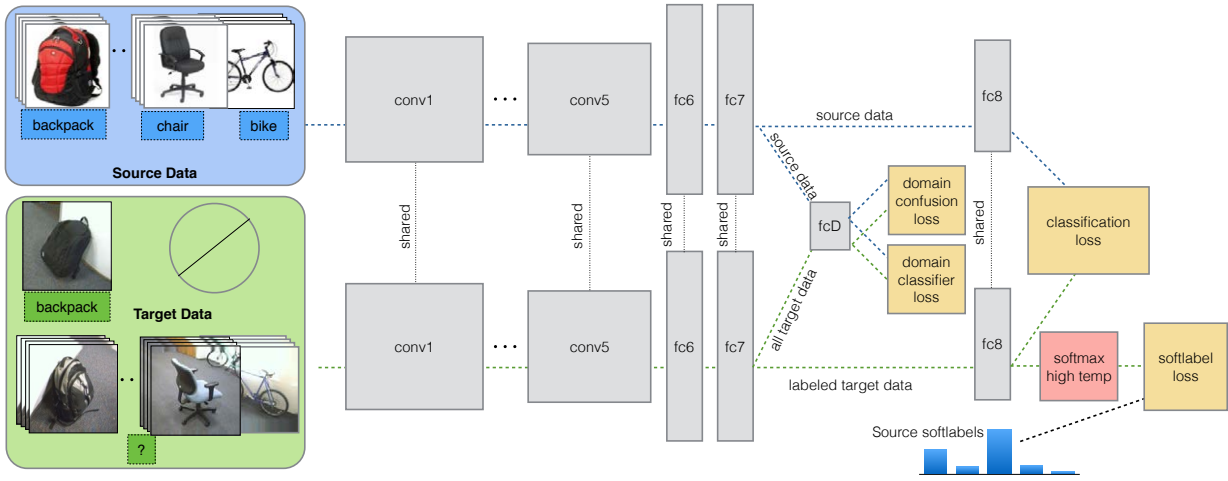 backpack
chair
bike
Source Data
backpack
Target Data
?
conv1
conv5
fc6
fc7
source data
fc8
source data
shared
shared
shared
shared
fcD
domain
confusion
loss
domain
classifier
loss
shared
classification
loss
all target data
conv1
conv5
fc6
fc7
labeled target data
fc8
softmax
high temp
softlabel
loss
Source softlabels